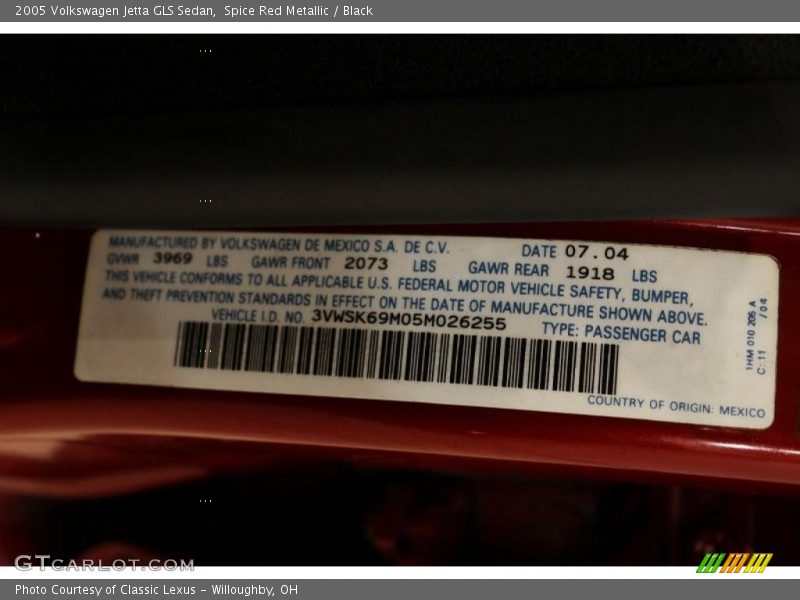 2005 Volkswagen Jetta GLS Sedan,  Spice Red Metallic / Black
MANUFACTURED BY VOLKSWAGEN DE MEXICO S.A. DE C.V. DATE 07.04
GVWR 3969 LBS GAWR FRONT 2073 LBS GAWR REAR 1918 LBS
THIS VEHICLE CONFORMS TO ALL APPLICABLE U.S. FEDERAL MOTOR VEHICLE SAFETY, BUMPER,
AND THEFT PREVENTION STANDARDS IN EFFECT ON THE DATE OF MANUFACTURE SHOWN ABOVE.
VEHICLE I.D. NO. 3VWSK69M05M026255 TYPE: PASSENGER CAR
COUNTRY OF ORIGIN: MEXICO
1HM 010 205 A
C: 11 / 04
GTCARLOT.COM
Photo Courtesy of Classic Lexus - Willoughby, OH